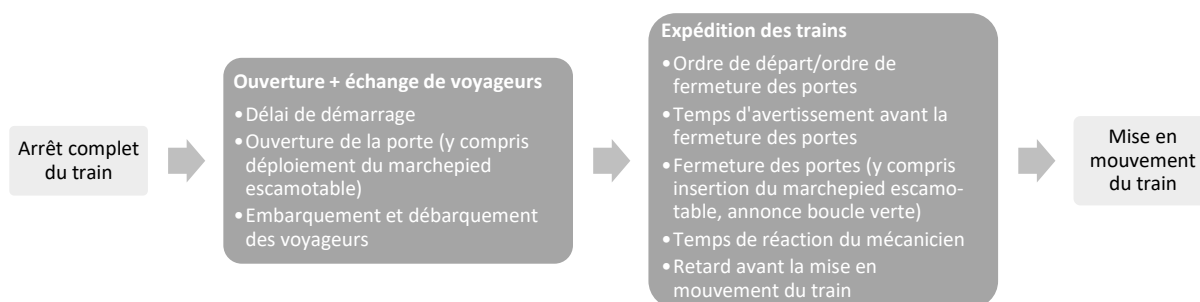 Arrêt complet
du train
Ouverture + échange de voyageurs
•Délai de démarrage
•Ouverture de la porte (y compris
déploiement du marchepied
escamotable)
•Embarquement et débarquement
des voyageurs
Expédition des trains
•Ordre de départ/ordre de
fermeture des portes
•Temps d'avertissement avant la
fermeture des portes
•Fermeture des portes (y compris
insertion du marchepied escamo-
table, annonce boucle verte)
•Temps de réaction du mécanicien
•Retard avant la mise en
mouvement du train
Mise en
mouvement
du train